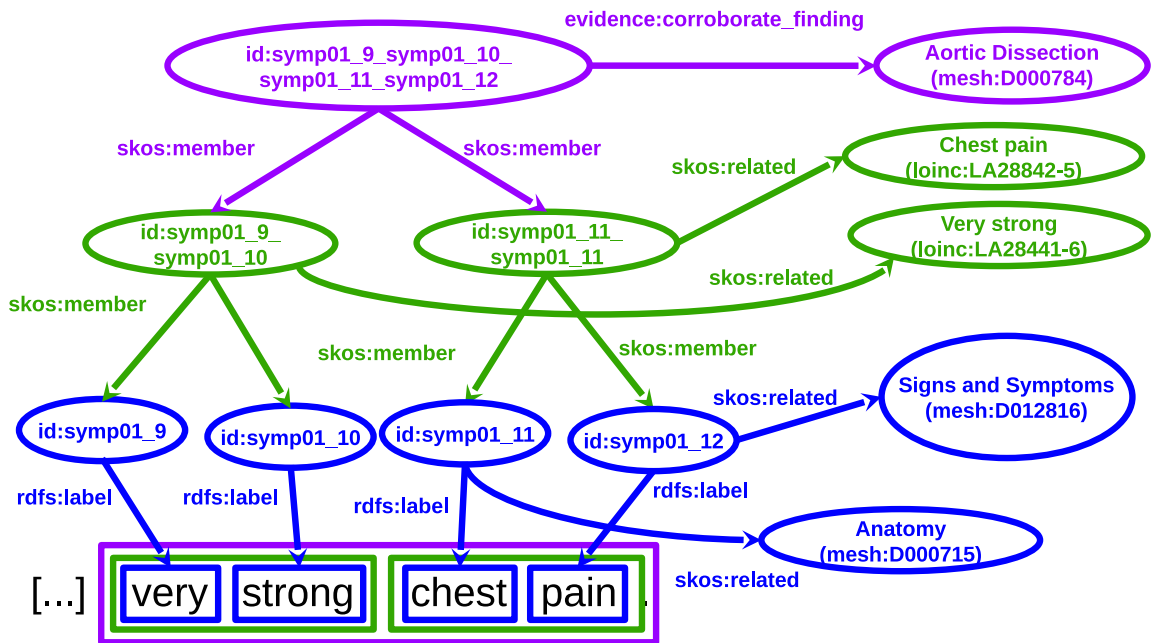 evidence:corroborate_finding
id:symp01_9_symp01_10_
symp01_11_symp01_12
Aortic Dissection
(mesh:D000784)
skos:member
skos:member
skos:related
Chest pain
(loinc:LA28842-5)
id:symp01_9_
symp01_10
id:symp01_11_
symp01_11
Very strong
(loinc:LA28441-6)
skos:related
skos:member
skos:member
skos:member
skos:related
Signs and Symptoms
(mesh:D012816)
id:symp01_9
id:symp01_10
id:symp01_11
id:symp01_12
rdfs:label
rdfs:label
rdfs:label
rdfs:label
Anatomy
(mesh:D000715)
skos:related
[...] very strong chest pain.